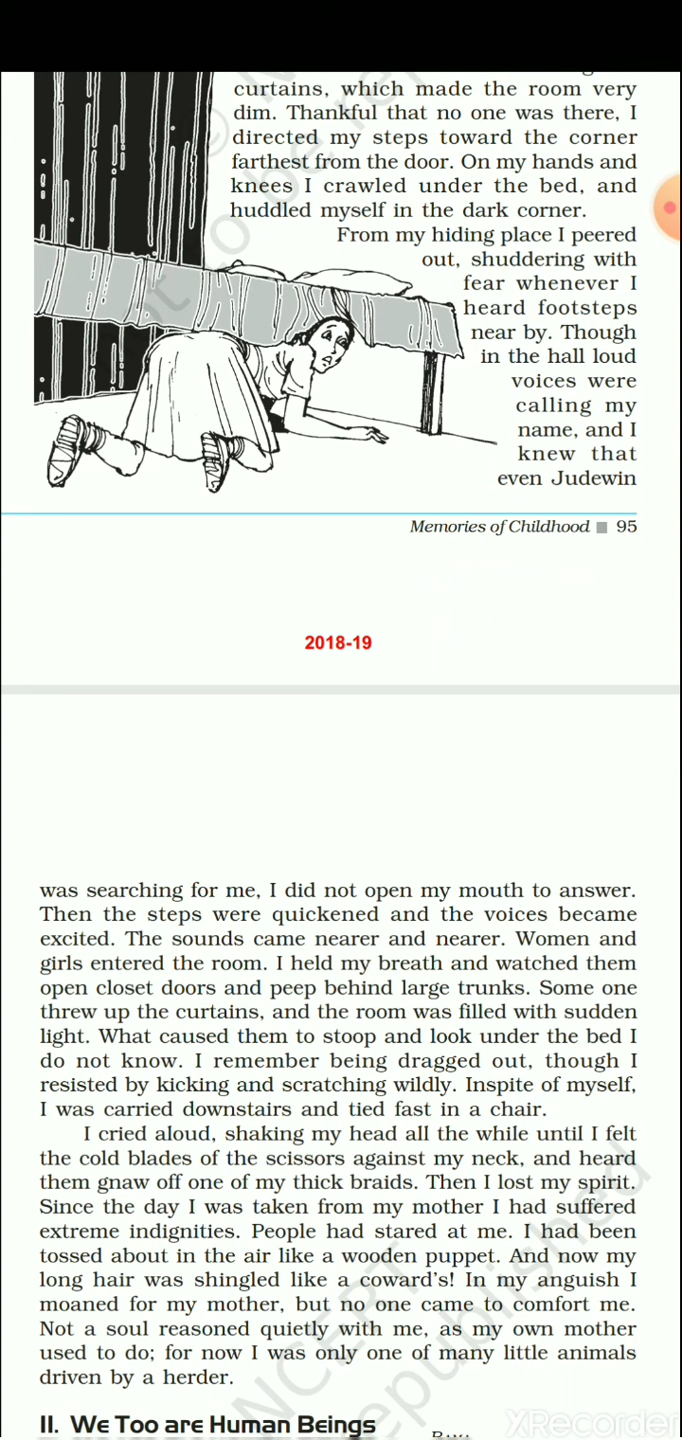 curtains, which made the room very
dim. Thankful that no one was there, I
directed my steps toward the corner
farthest from the door. On my hands and
knees I crawled under the bed, and
huddled myself in the dark corner.
From my hiding place I peered
out, shuddering with
fear whenever I
heard footsteps
near by. Though
in the hall loud
voices were
calling my
name, and I
knew that
even Judewin
Memories of Childhood 95
2018-19
was searching for me, I did not open my mouth to answer.
Then the steps were quickened and the voices became
excited. The sounds came nearer and nearer. Women and
girls entered the room. I held my breath and watched them
open closet doors and peep behind large trunks. Some one
threw up the curtains, and the room was filled with sudden
light. What caused them to stoop and look under the bed I
do not know. I remember being dragged out, though I
resisted by kicking and scratching wildly. Inspite of myself,
I was carried downstairs and tied fast in a chair.
I cried aloud, shaking my head all the while until I felt
the cold blades of the scissors against my neck, and heard
them gnaw off one of my thick braids. Then I lost my spirit.
Since the day I was taken from my mother I had suffered
extreme indignities. People had stared at me. I had been
tossed about in the air like a wooden puppet. And now my
long hair was shingled like a coward's! In my anguish I
moaned for my mother, but no one came to comfort me.
Not a soul reasoned quietly with me, as my own mother
used to do; for now I was only one of many little animals
driven by a herder.
II. We Too are Human Beings
XRecorder
NCERT